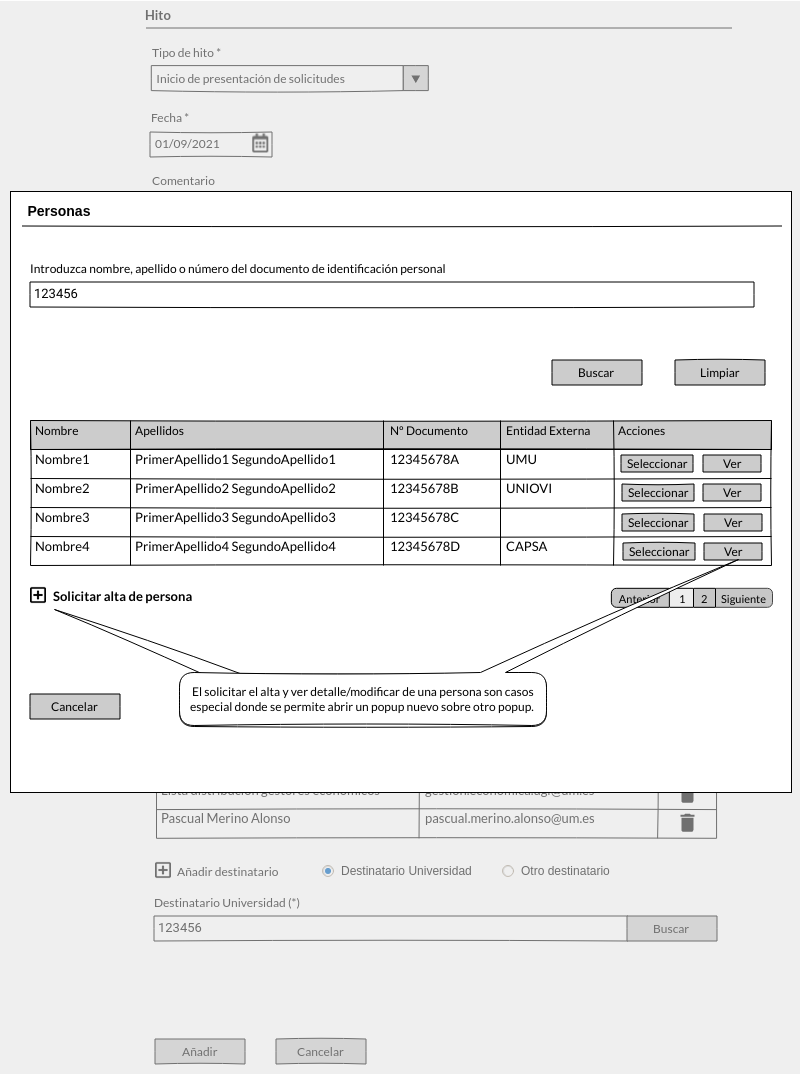 Hito
Tipo de hito *
Inicio de presentación de solicitudes
Fecha *
01/09/2021
Comentario
Personas
Introduzca nombre, apellido o número del documento de identificación personal
123456
Buscar Limpiar
Nombre Apellidos Nº Documento Entidad Externa Acciones
Nombre1 PrimerApellido1 SegundoApellido1 12345678A UMU Seleccionar Ver
Nombre2 PrimerApellido2 SegundoApellido2 12345678B UNIOVI Seleccionar Ver
Nombre3 PrimerApellido3 SegundoApellido3 12345678C Seleccionar Ver
Nombre4 PrimerApellido4 SegundoApellido4 12345678D CAPSA Seleccionar Ver
Solicitar alta de persona Anterior 1 2 Siguiente
El solicitar el alta y ver detalle/modificar de una persona son casos
especial donde se permite abrir un popup nuevo sobre otro popup.
Cancelar
Lista distribución gestores económicos
Pascual Merino Alonso pascual.merino.alonso@um.es
Añadir destinatario Destinatario Universidad Otro destinatario
Destinatario Universidad (*)
123456 Buscar
Añadir Cancelar